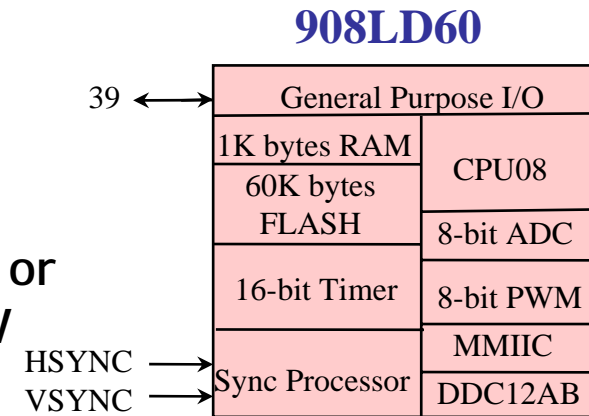 908LD60
39
General Purpose I/O
1K bytes RAM
CPU08
60K bytes
FLASH
8-bit ADC
or
16-bit Timer
8-bit PWM
HSYNC
VSYNC
Sync Processor
MMIIC
DDC12AB